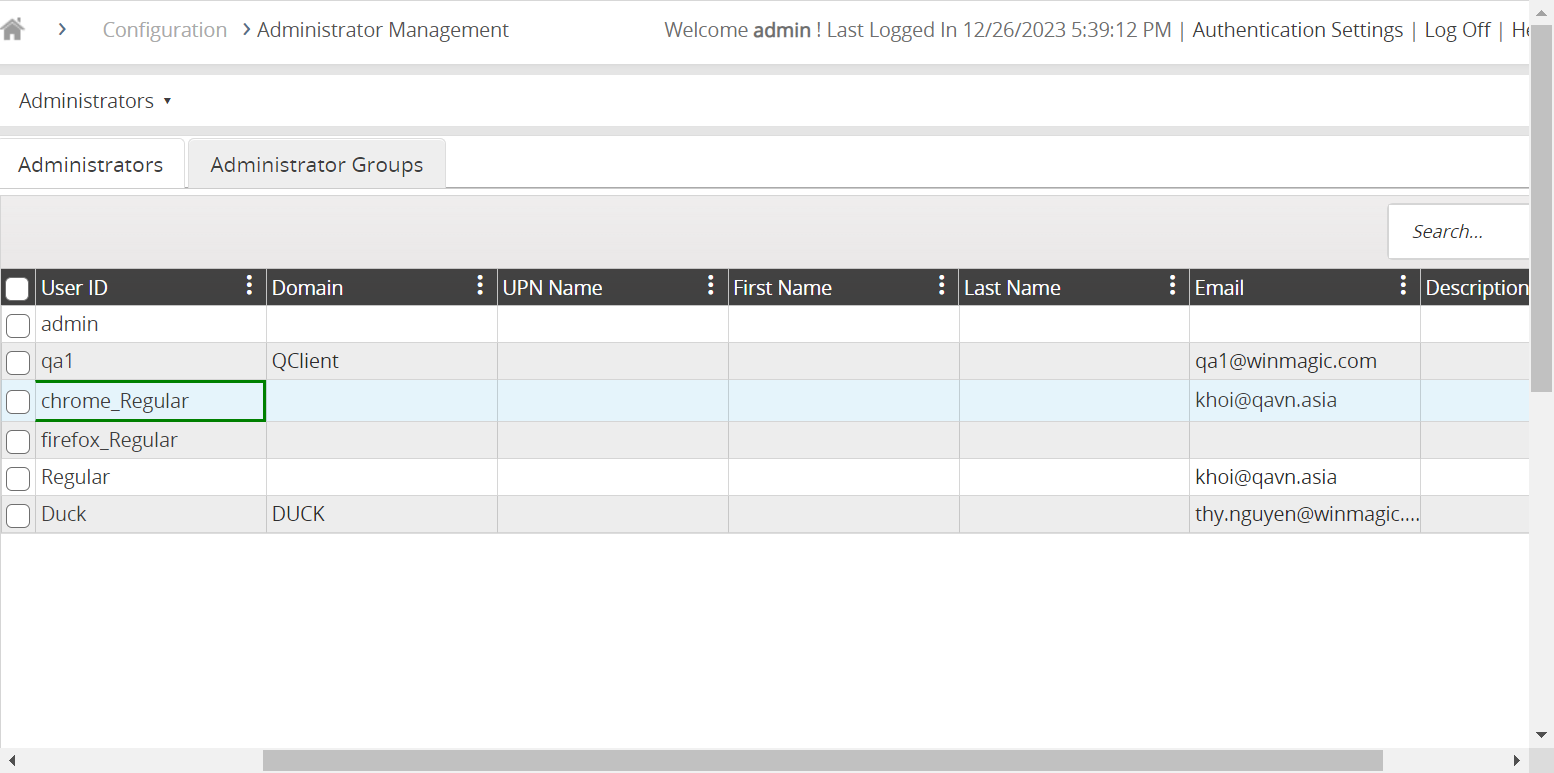 Configuration Administrator Management Welcome admin ! Last Logged In 12/26/2023 5:39:12 PM | Authentication Settings | Log Off |
Administrators
Administrators Administrator Groups
Search...
User ID Domain UPN Name First Name Last Name Email Description
admin
qa1 QClient qa1@winmagic.com
chrome_Regular khoi@qavn.asia
firefox_Regular
Regular khoi@qavn.asia
Duck DUCK thy.nguyen@winmagic....